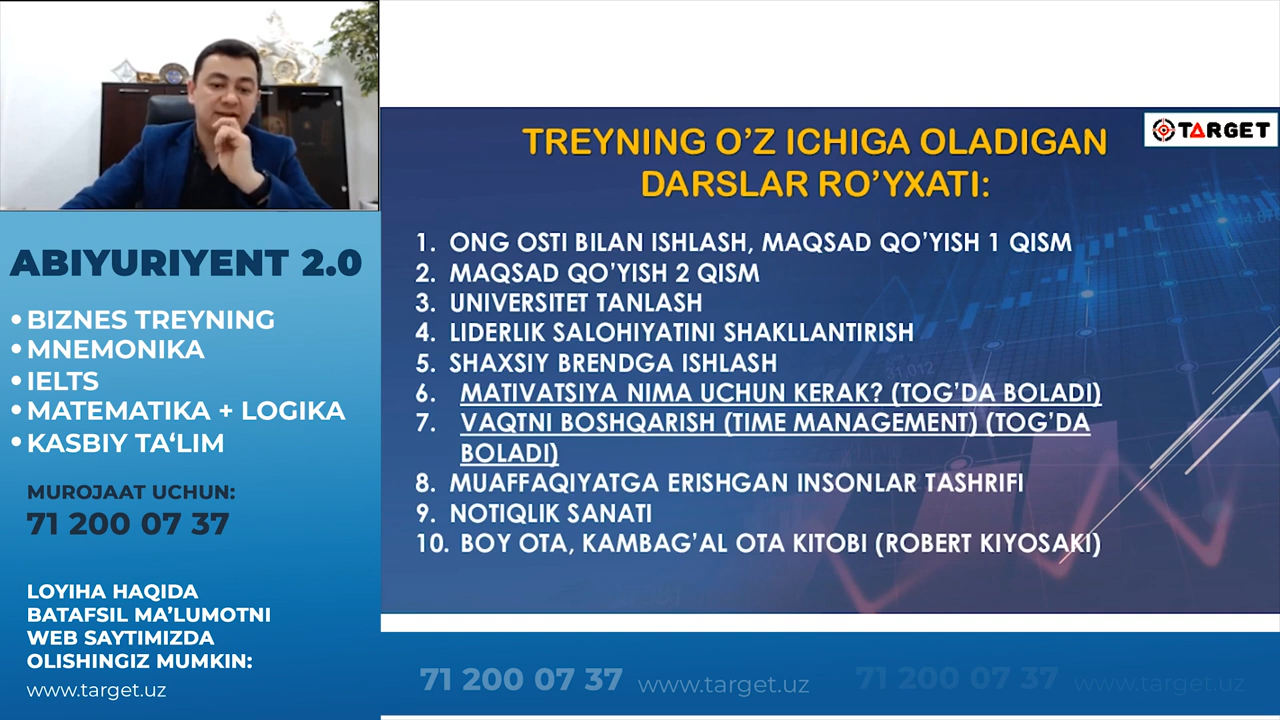 ABIYURIYENT 2.0
• BIZNES TREYNING
• MNEMONIKA
• IELTS
• MATEMATIKA + LOGIKA
• KASBIY TA‘LIM
MUROJAAT UCHUN:
71 200 07 37
LOYIHA HAQIDA
BATAFSIL MA’LUMOTNI
WEB SAYTIMIZDA
OLISHINGIZ MUMKIN:
www.target.uz
TARGET
TREYNING O’Z ICHIGA OLADIGAN
DARSLAR RO’YXATI:
1. ONG OSTI BILAN ISHLASH, MAQSAD QO’YISH 1 QISM
2. MAQSAD QO’YISH 2 QISM
3. UNIVERSITET TANLASH
4. LIDERLIK SALOHIYATINI SHAKLLANTIRISH
5. SHAXSIY BRENDGA ISHLASH
6. MATIVATSIYA NIMA UCHUN KERAK? (TOG’DA BOLADI)
7. VAQTNI BOSHQARISH (TIME MANAGEMENT) (TOG’DA
BOLADI)
8. MUAFFAQIYATGA ERISHGAN INSONLAR TASHRIFI
9. NOTIQLIK SANATI
10. BOY OTA, KAMBAG’AL OTA KITOBI (ROBERT KIYOSAKI)
71 200 07 37 www.target.uz 71 200 07 37 www.target.uz